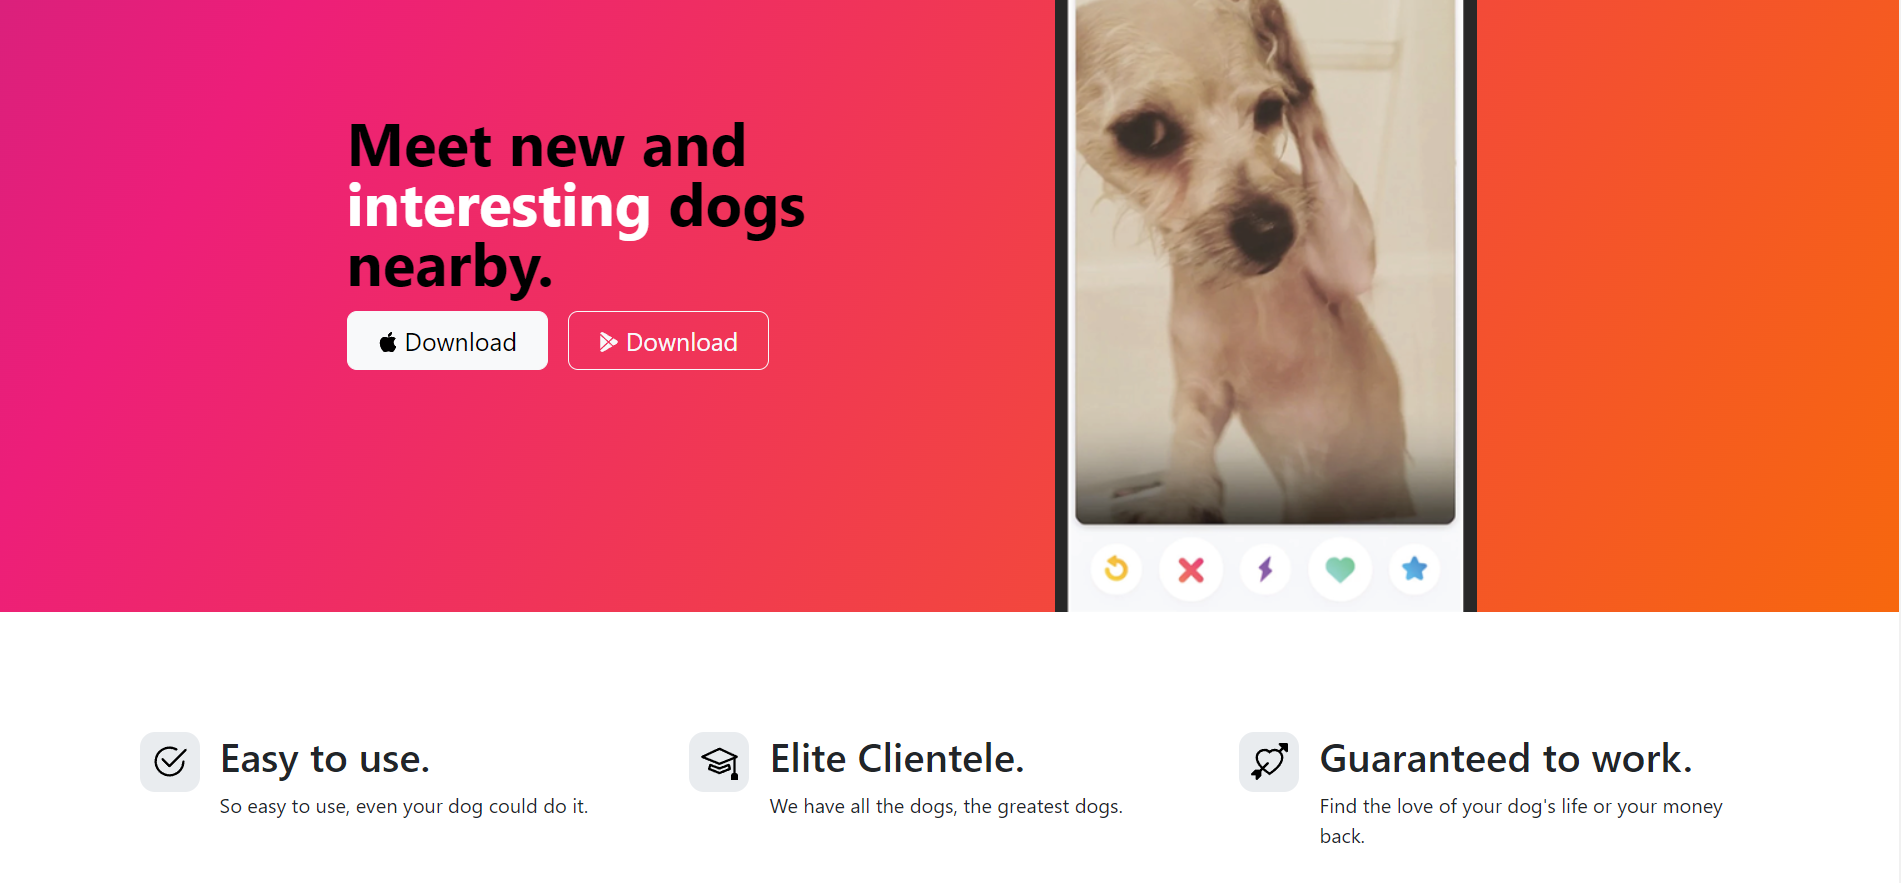 Meet new and
interesting dogs
nearby.
Download
Download
Easy to use.
So easy to use, even your dog could do it.
Elite Clientele.
We have all the dogs, the greatest dogs.
Guaranteed to work.
Find the love of your dog's life or your money
back.